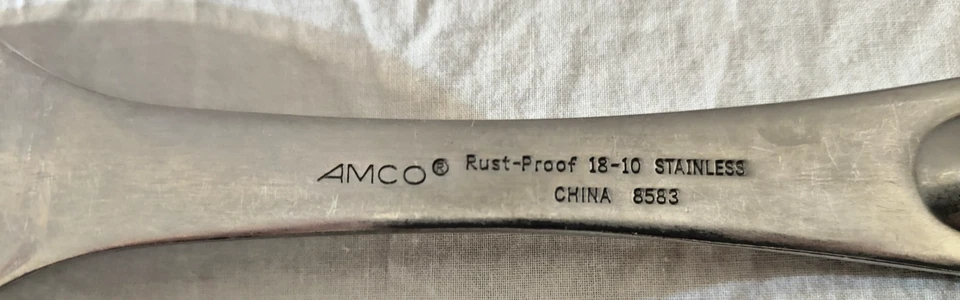 AMCO® Rust-Proof 18-10 STAINLESS
CHINA 8583